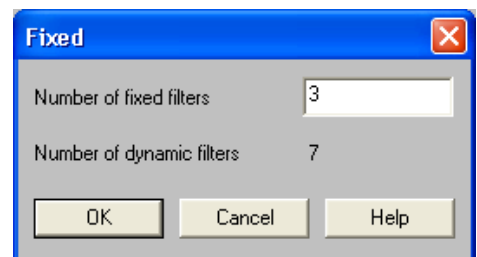 Fixed
Number of fixed filters 3
Number of dynamic filters 7
OK Cancel Help